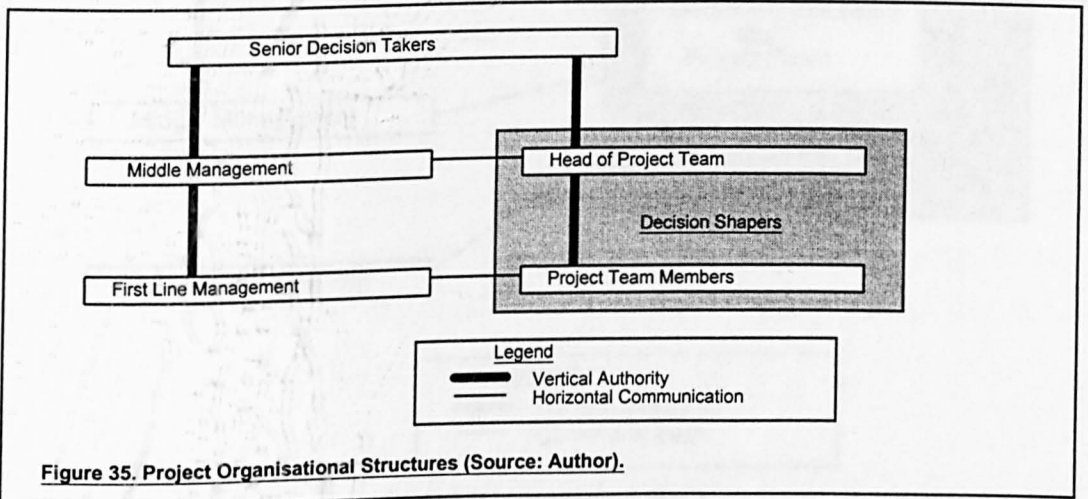 Senior Decision Takers
Middle Management
Head of Project Team
Decision Shapers
First Line Management
Project Team Members
Legend
Vertical Authority
Horizontal Communication
Figure 35. Project Organisational Structures (Source: Author).